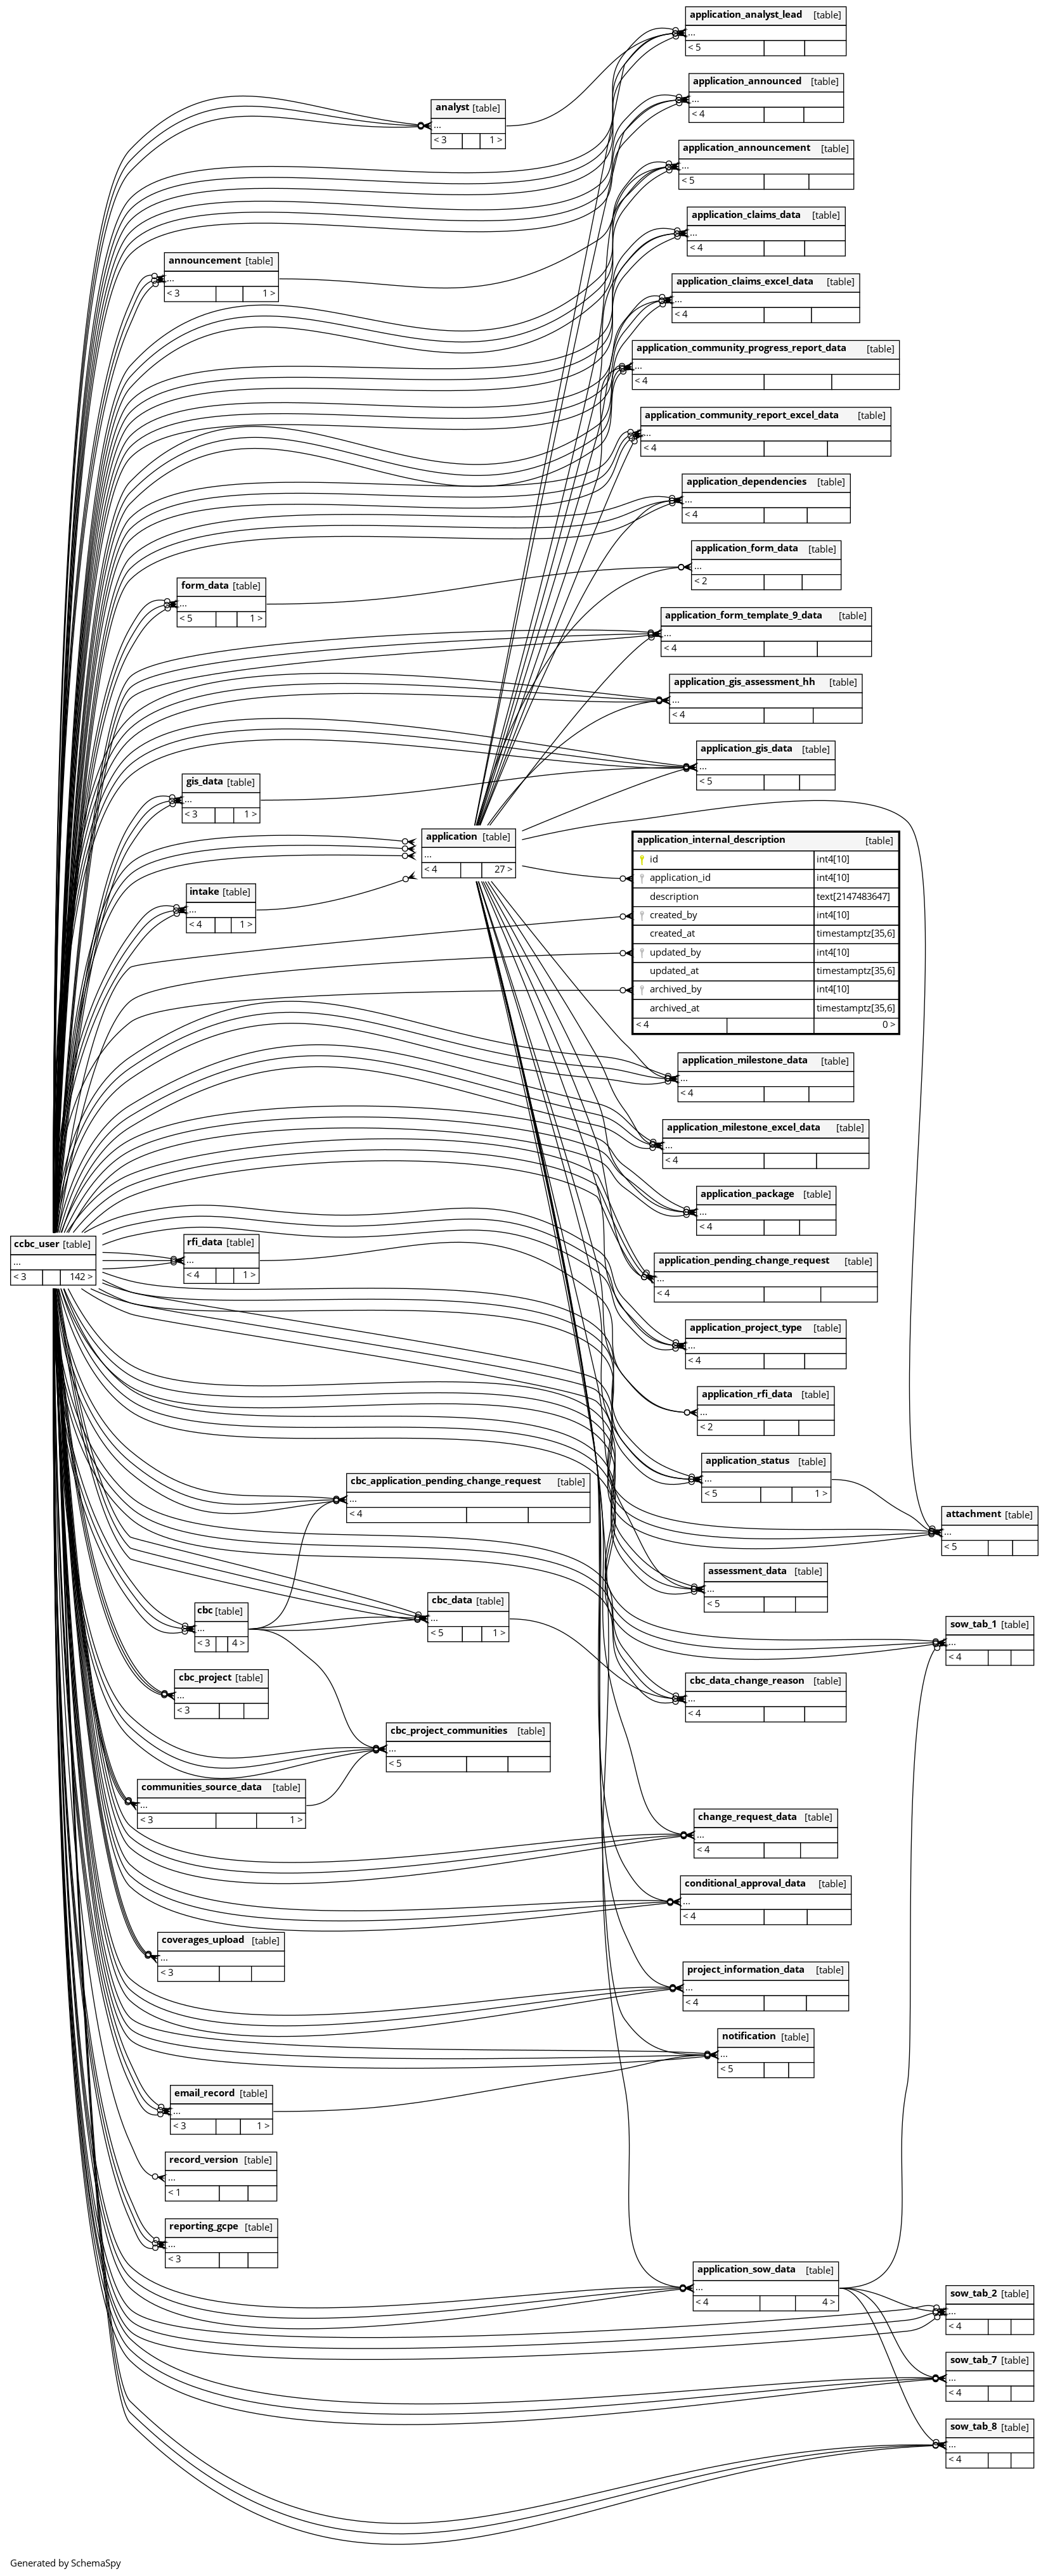 application_analyst_lead [table]
...
< 5
application_announced [table]
...
< 4
analyst [table]
...
< 3 1 >
application_announcement [table]
...
< 5
application_claims_data [table]
...
< 4
announcement [table]
...
< 3 1 >
application_claims_excel_data [table]
...
< 4
application_community_progress_report_data [table]
...
< 4
application_community_report_excel_data [table]
...
< 4
application_dependencies [table]
...
< 4
application_form_data [table]
...
< 2
form_data [table]
...
< 5 1 >
application_form_template_9_data [table]
...
< 4
application_gis_assessment_hh [table]
...
< 4
application_gis_data [table]
...
< 5
gis_data [table]
...
< 3 1 >
application [table]
...
< 4 27 >
application_internal_description [table]
id int4[10]
application_id int4[10]
description text[2147483647]
created_by int4[10]
created_at timestamptz[35,6]
updated_by int4[10]
updated_at timestamptz[35,6]
archived_by int4[10]
archived_at timestamptz[35,6]
< 4 0 >
intake [table]
...
< 4 1 >
application_milestone_data [table]
...
< 4
application_milestone_excel_data [table]
...
< 4
application_package [table]
...
< 4
ccbc_user [table]
...
< 3 142 >
rfi_data [table]
...
< 4 1 >
application_pending_change_request [table]
...
< 4
application_project_type [table]
...
< 4
application_rfi_data [table]
...
< 2
application_status [table]
...
< 5 1 >
cbc_application_pending_change_request [table]
...
< 4
attachment [table]
...
< 5
assessment_data [table]
...
< 5
cbc [table]
...
< 3 4 >
cbc_data [table]
...
< 5 1 >
sow_tab_1 [table]
...
< 4
cbc_project [table]
...
< 3
cbc_data_change_reason [table]
...
< 4
cbc_project_communities [table]
...
< 5
communities_source_data [table]
...
< 3 1 >
change_request_data [table]
...
< 4
conditional_approval_data [table]
...
< 4
coverages_upload [table]
...
< 3
project_information_data [table]
...
< 4
notification [table]
...
< 5
email_record [table]
...
< 3 1 >
record_version [table]
...
< 1
reporting_gcpe [table]
...
< 3
application_sow_data [table]
...
< 4 4 >
sow_tab_2 [table]
...
< 4
sow_tab_7 [table]
...
< 4
sow_tab_8 [table]
...
< 4
Generated by SchemaSpy